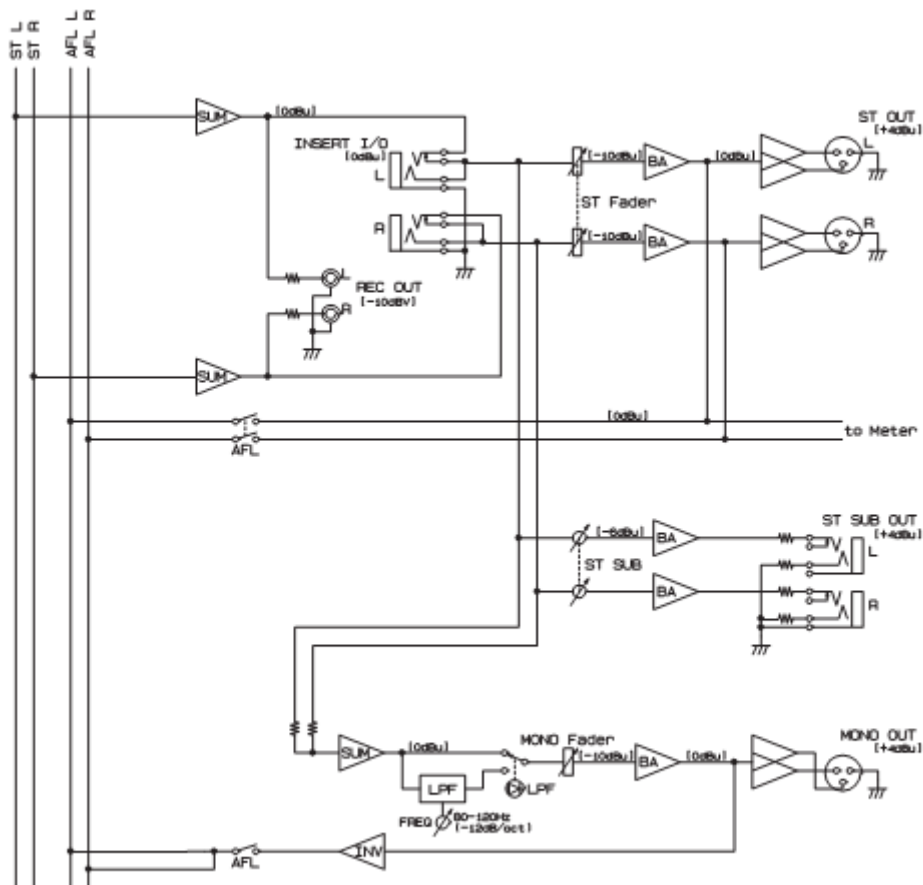 ST L
ST R
AFL L
AFL R
SUM
[0dBu]
INSERT I/O
[0dBu]
L
R
ST OUT
[+4dBu]
L
[-10dBu]
BA
[0dBu]
ST Fader
R
[-10dBu]
BA
L
REC OUT
[-10dBV]
R
SUM
[0dBu]
to Meter
AFL
ST SUB OUT
[+4dBu]
[-6dBu]
BA
L
ST SUB
BA
R
MONO OUT
[+4dBu]
MONO Fader
SUM
[0dBu]
[-10dBu]
BA
[0dBu]
LPF
LPF
FREQ
80-120Hz
(-12dB/oct)
INV
AFL